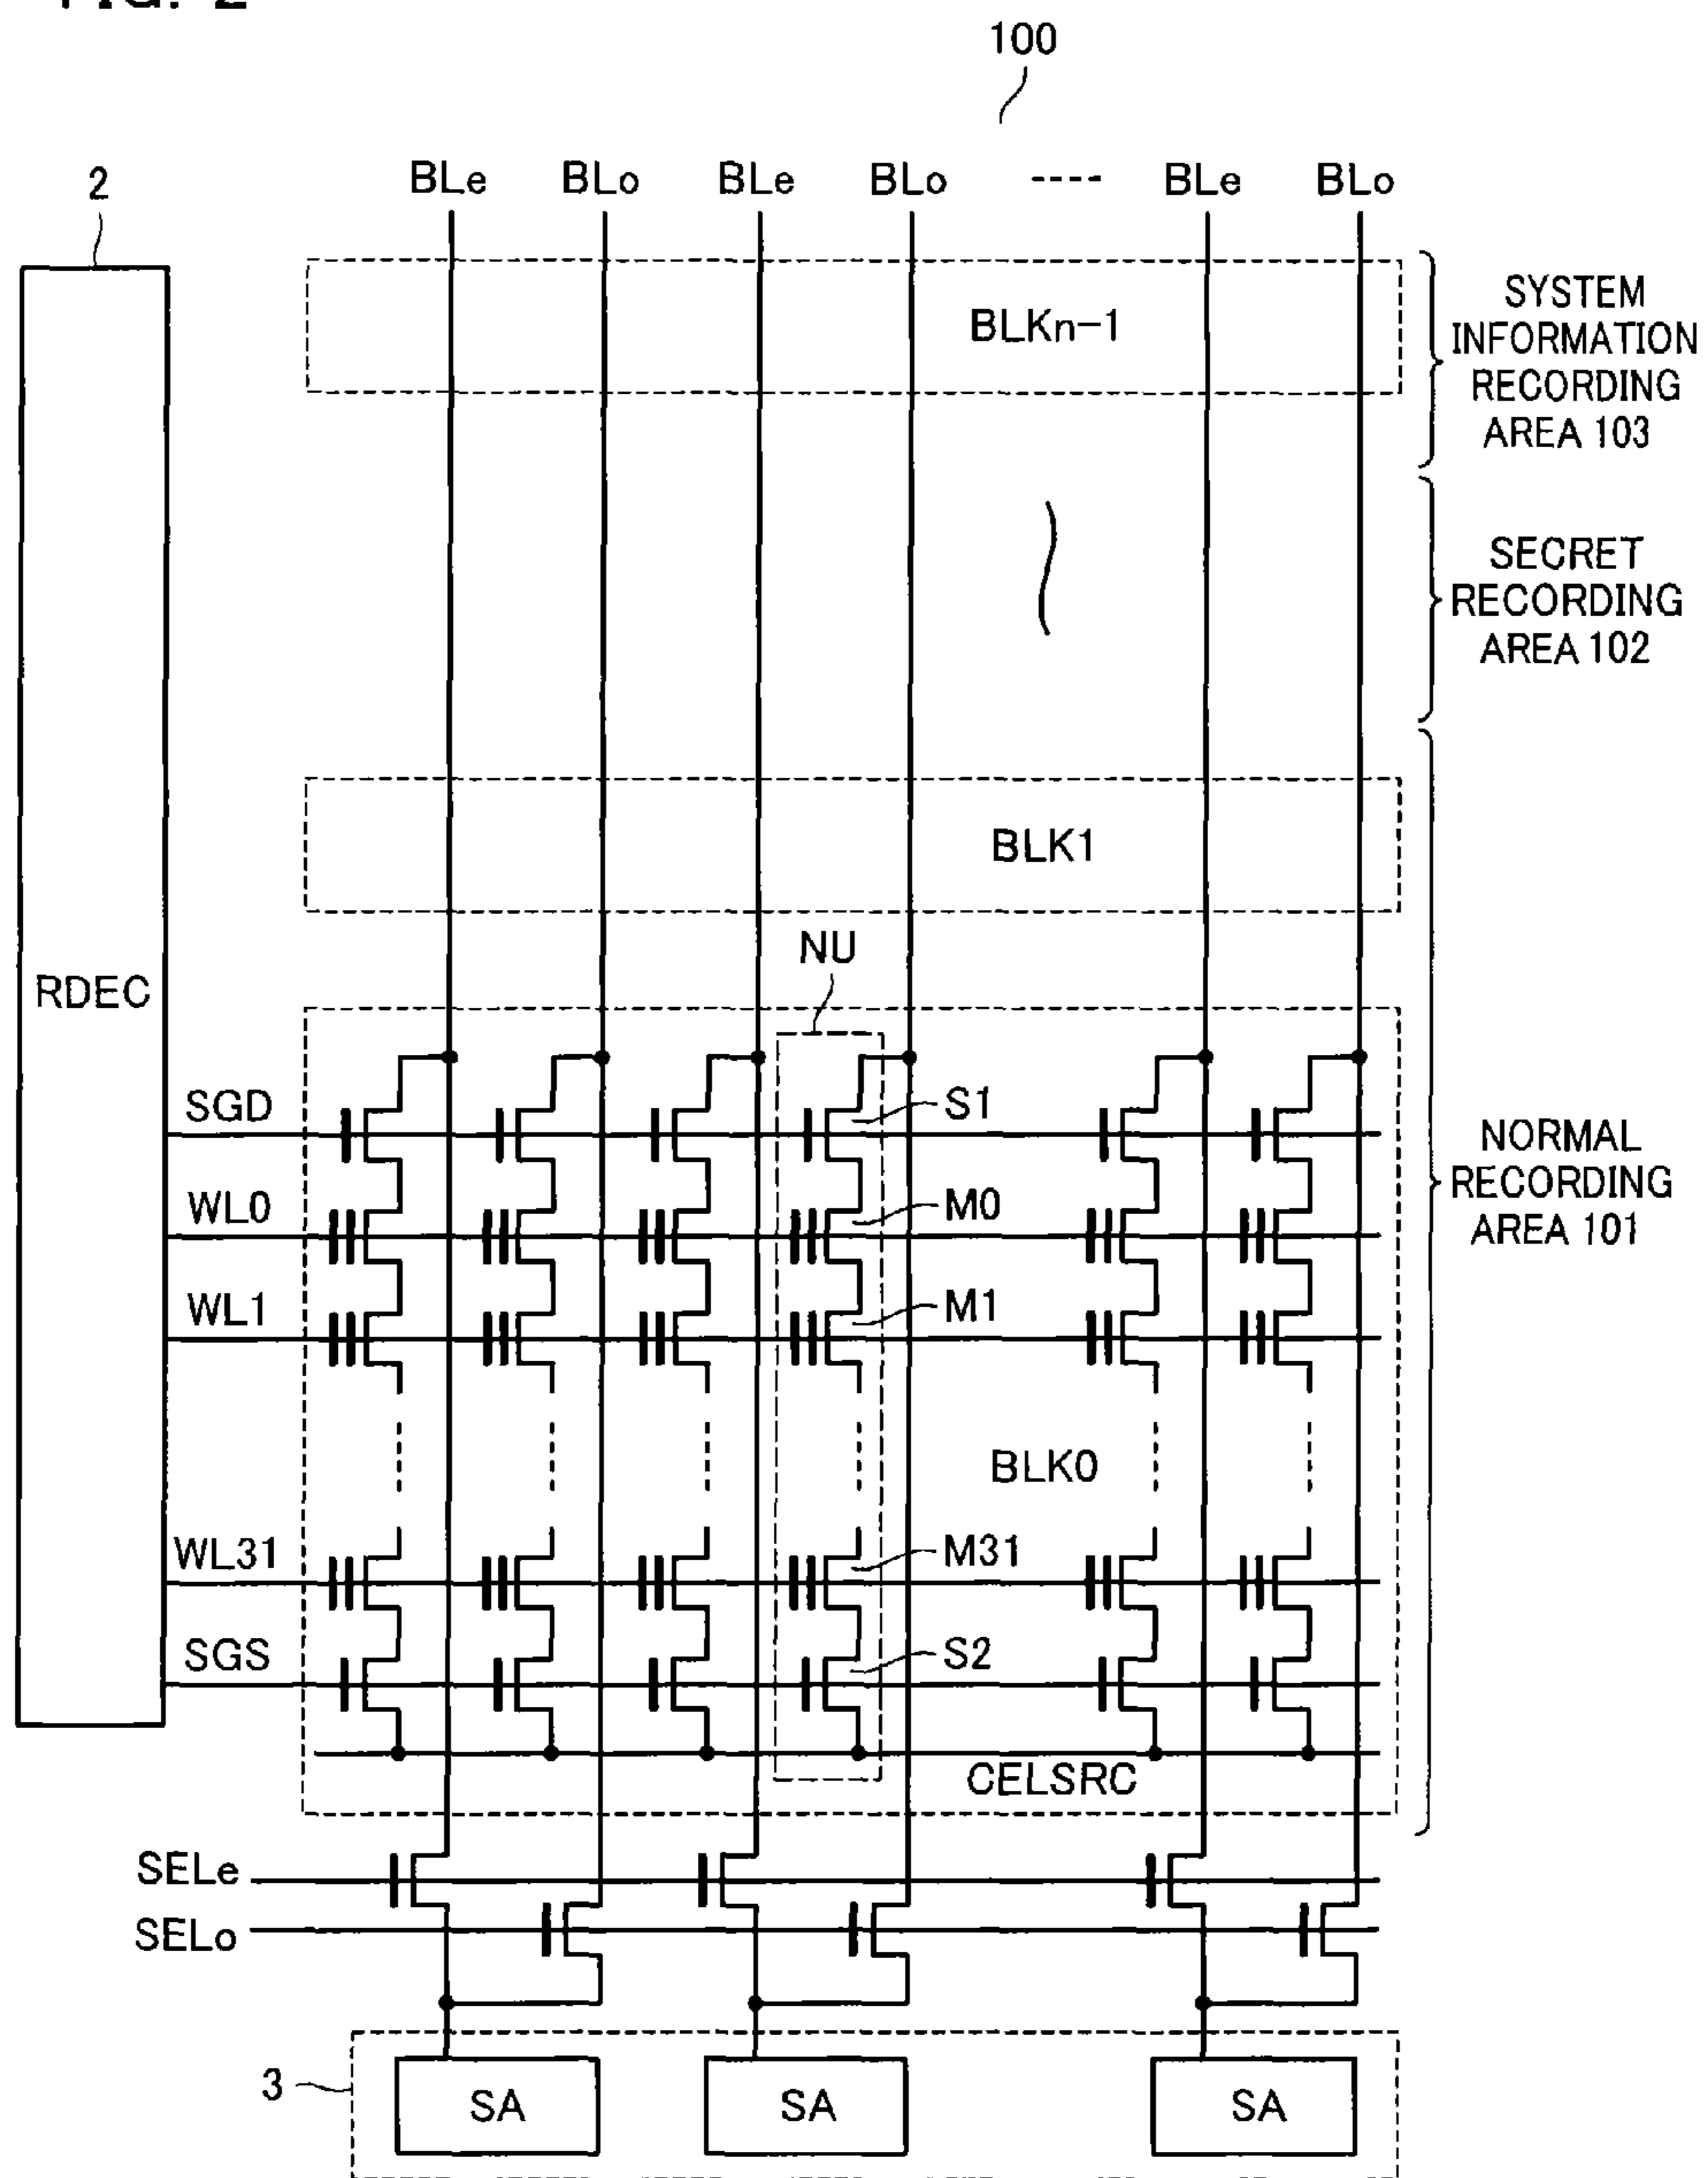 FIG. 2
100
2
BLe BLo BLe BLo ---- BLe BLo
BLKn-1
SYSTEM
INFORMATION
RECORDING
AREA 103
SECRET
RECORDING
AREA 102
BLK1
NU
RDEC
SGD
S1
NORMAL
RECORDING
AREA 101
WL0
M0
WL1
M1
BLK0
WL31
M31
SGS
S2
CELSRC
SELe
SELo
3
SA SA SA